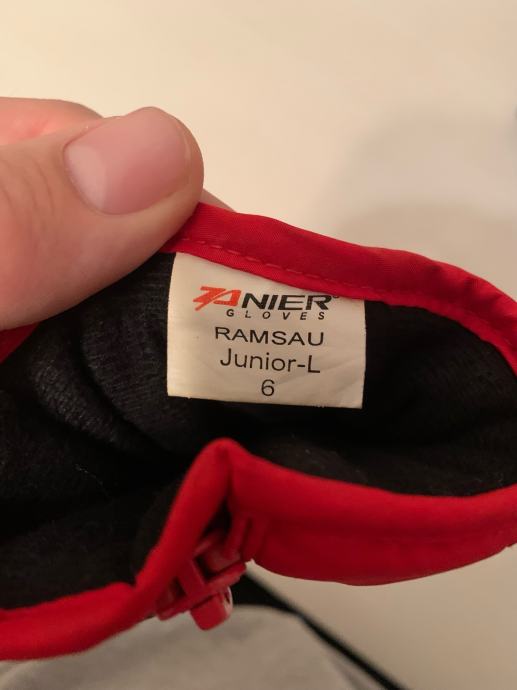 ZANIER®
GLOVES
RAMSAU
Junior-L
6